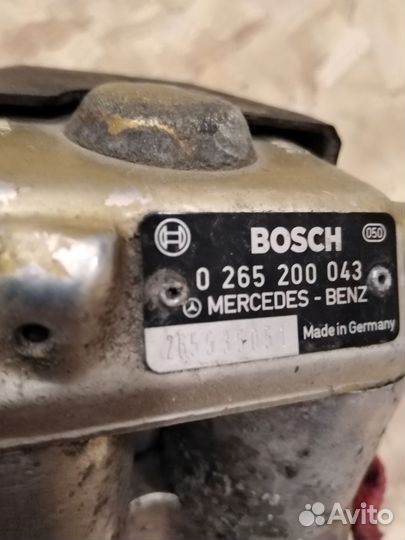 BOSCH
050
0 265 200 043
MERCEDES-BENZ
Made in Germany
Avito